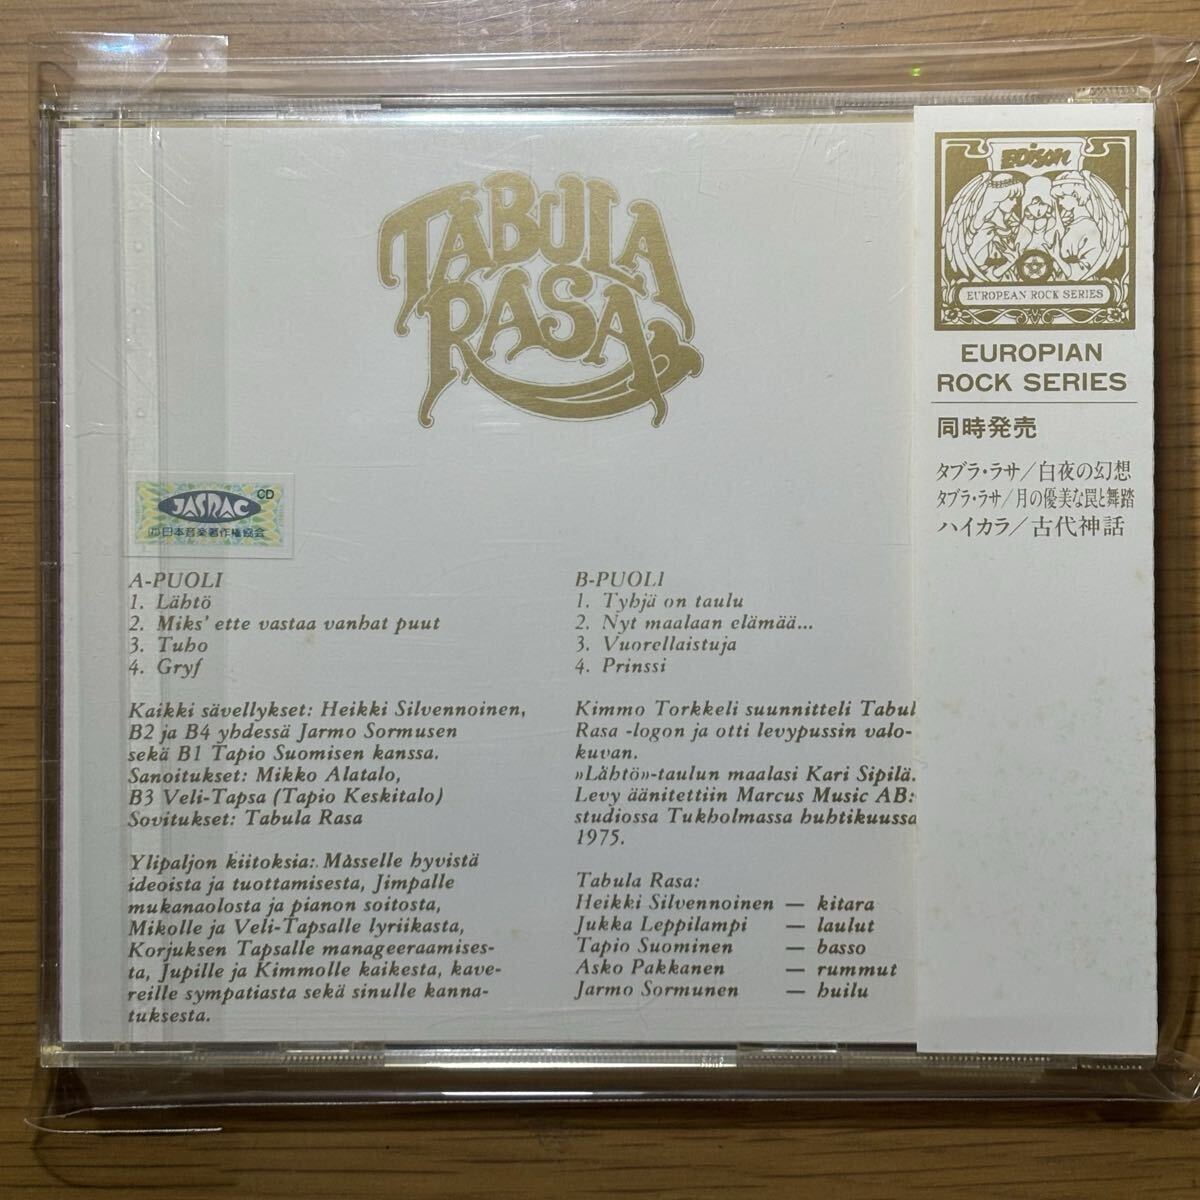 TABULA
RASA
JASRAC
CD
(社)日本音楽著作権協会
A-PUOLI
1. Lähtö
2. Miks' ette vastaa vanhat puut
3. Tuho
4. Gryf
Kaikki sävellykset: Heikki Silvennoinen,
B2 ja B4 yhdessä Jarmo Sormusen
sekä B1 Tapio Suomisen kanssa.
Sanoitukset: Mikko Alatalo,
B3 Veli-Tapsa (Tapio Keskitalo)
Sovitukset: Tabula Rasa
Ylipaljon kiitoksia: Måsselle hyvistä
ideoista ja tuottamisesta, Jimpalle
mukanaolosta ja pianon soitosta,
Mikolle ja Veli-Tapsalle lyriikasta,
Korjuksen Tapsalle manageeraamises-
ta, Jupille ja Kimmolle kaikesta, kave-
reille sympatiasta sekä sinulle kanna-
tuksesta.
B-PUOLI
1. Tyhjä on taulu
2. Nyt maalaan elämää...
3. Vuorellaistuja
4. Prinssi
Kimmo Torkkeli suunnitteli Tabul
Rasa -logon ja otti levypussin valo-
kuvan.
»Lähtö»-taulun maalasi Kari Sipilä.
Levy äänitettiin Marcus Music AB:
studiossa Tukholmassa huhtikuussa
1975.
Tabula Rasa:
Heikki Silvennoinen — kitara
Jukka Leppilampi — laulut
Tapio Suominen — basso
Asko Pakkanen — rummut
Jarmo Sormunen — huilu
Edison
EUROPEAN ROCK SERIES
EUROPIAN
ROCK SERIES
同時発売
タブラ・ラサ／白夜の幻想
タブラ・ラサ／月の優美な罠と舞踏
ハイカラ／古代神話